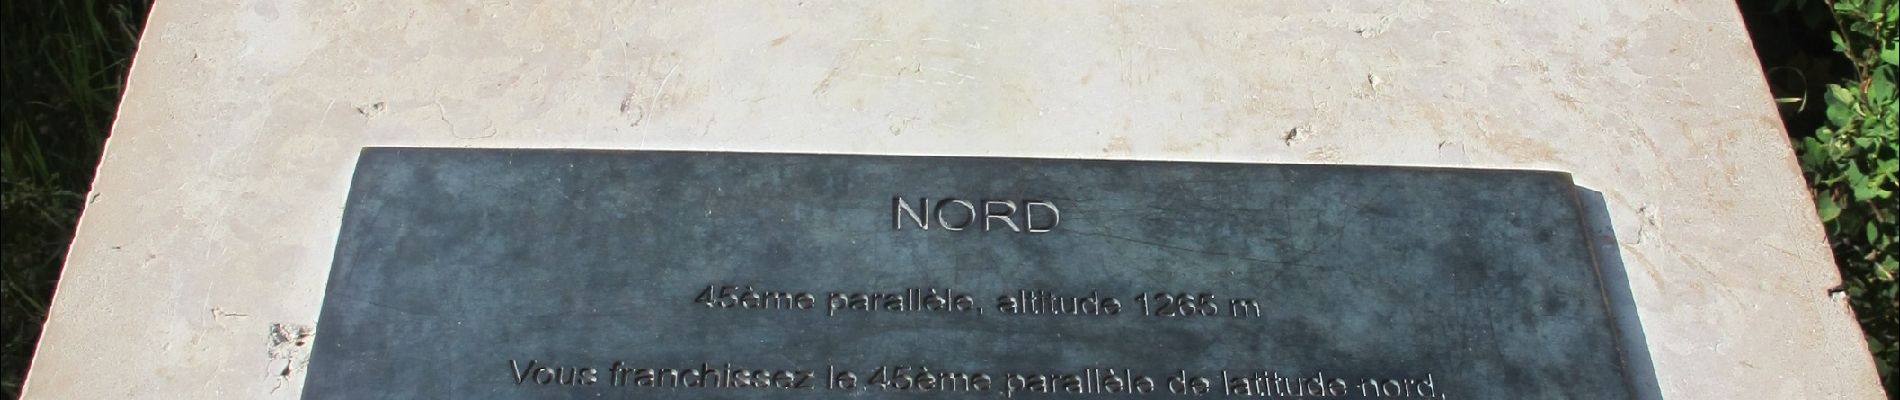 NORD
45ème parallèle, altitude 1265 m
Vous franchissez le 45ème parallèle de latitude nord,